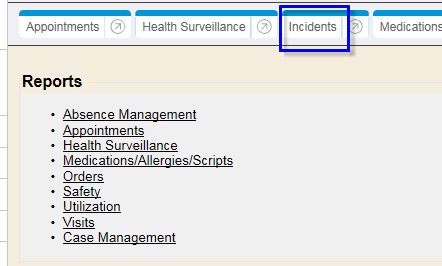 Appointments Health Surveillance Incidents Medications
Reports
• Absence Management
• Appointments
• Health Surveillance
• Medications/Allergies/Scripts
• Orders
• Safety
• Utilization
• Visits
• Case Management